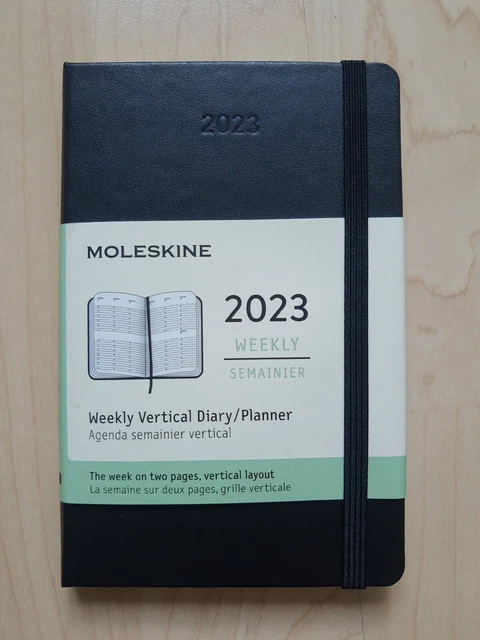 2023
MOLESKINE
2023
WEEKLY
SEMAINIER
Weekly Vertical Diary/Planner
Agenda semainier vertical
The week on two pages, vertical layout
La semaine sur deux pages, grille verticale